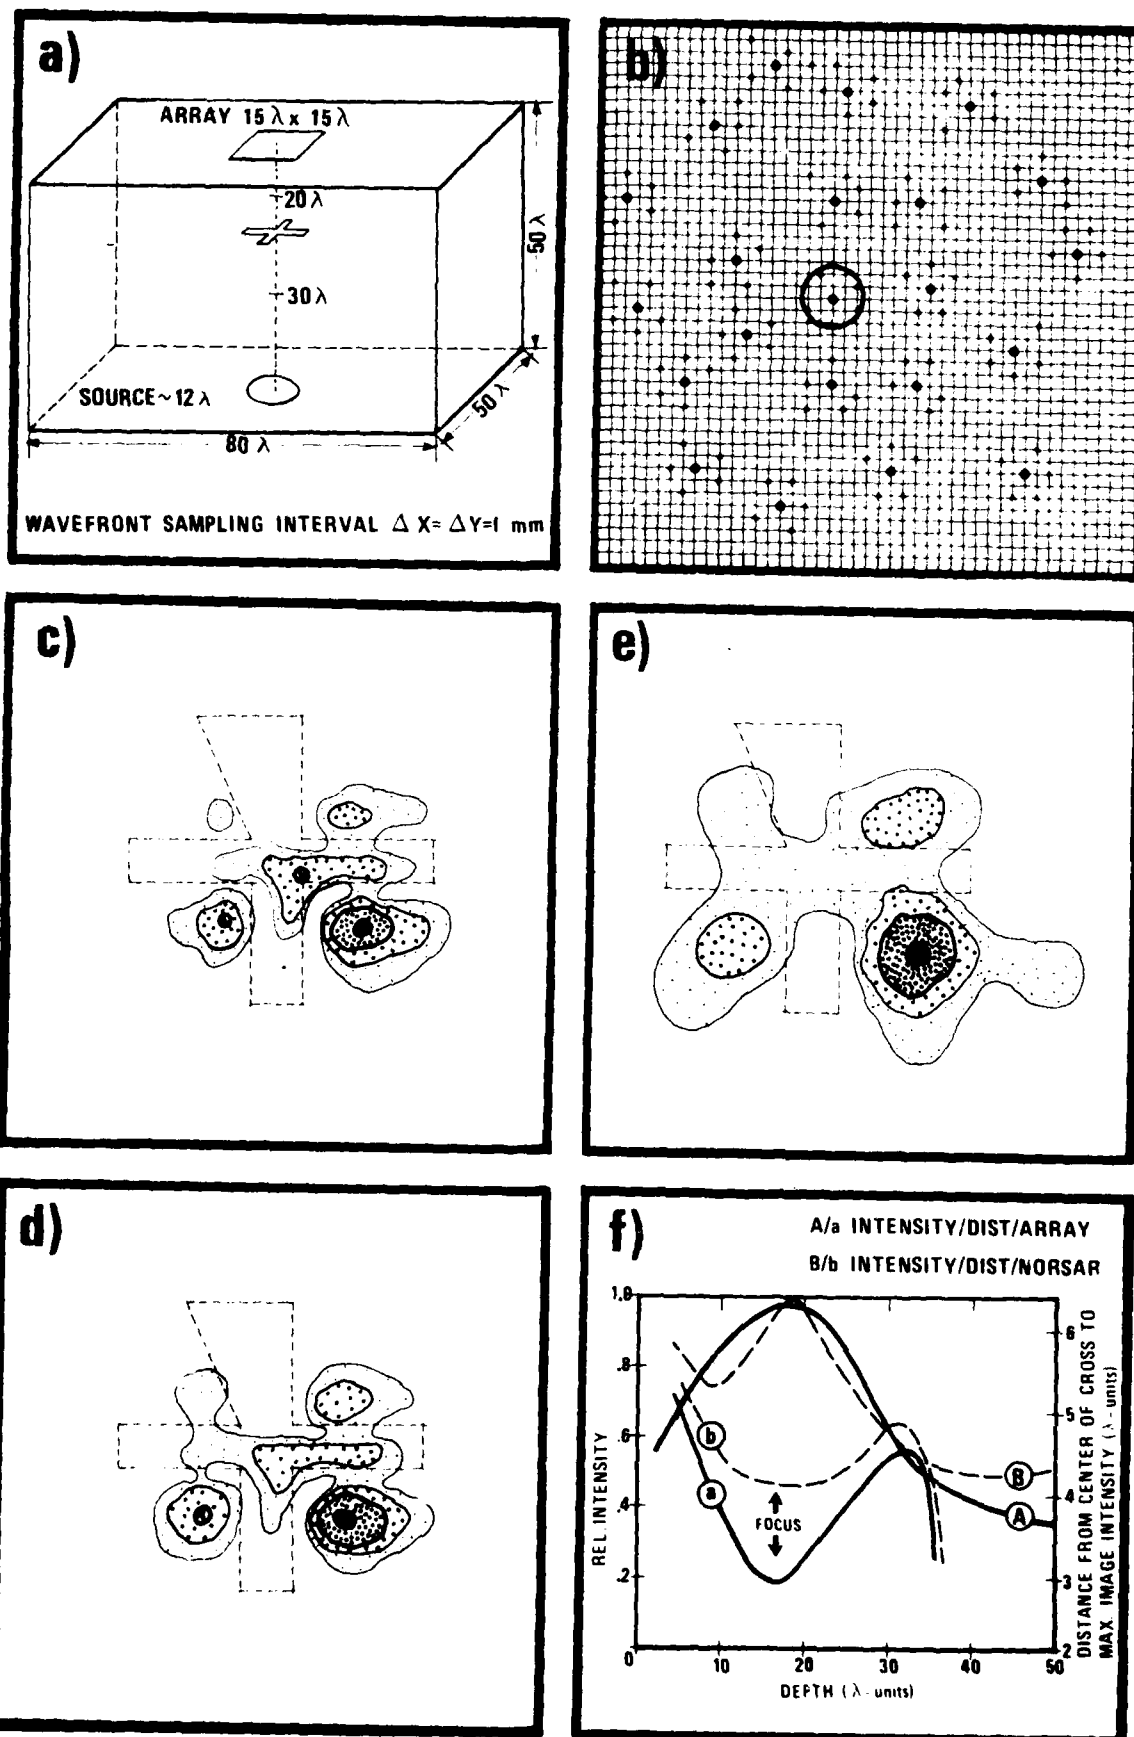 a)
ARRAY 15 λ x 15 λ
20 λ
50 λ
30 λ
SOURCE ~ 12 λ
50 λ
80 λ
WAVEFRONT SAMPLING INTERVAL Δ X= Δ Y=1 mm
b)
c)
e)
d)
f)
A/a INTENSITY/DIST/ARRAY
B/b INTENSITY/DIST/NORSAR
1.0
.8
.6
.4
.2
0
REL. INTENSITY
b
a
FOCUS
B
A
6
5
4
3
2
DISTANCE FROM CENTER OF CROSS TO
MAX. IMAGE INTENSITY (λ - units)
10
20
30
40
50
DEPTH (λ - units)